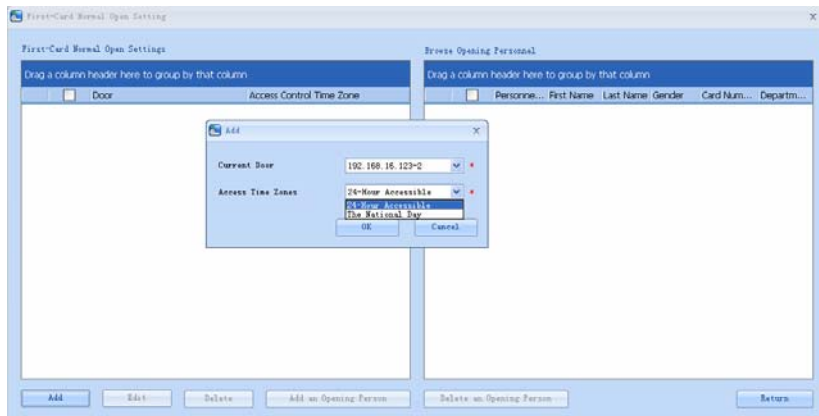 First-Card Normal Open Setting
First-Card Normal Open Settings
Browse Opening Personnel
Drag a column header here to group by that column
Drag a column header here to group by that column
Door Access Control Time Zone
Personne... First Name Last Name Gender Card Num... Departm...
Add
Current Door 192.168.16.123-2 *
Access Time Zones 24-Hour Accessible *
24-Hour Accessible
The National Day
OK Cancel
Add Edit Delete Add an Opening Person Delete an Opening Person Return